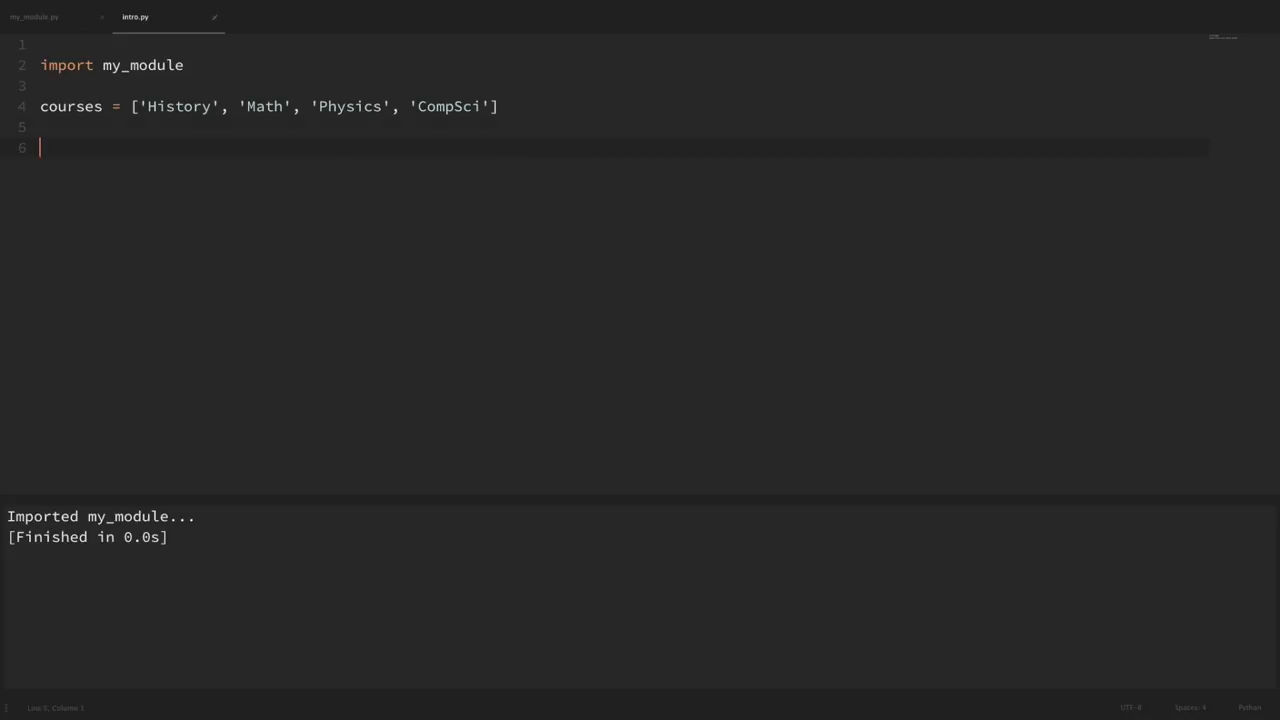 my_module.py
intro.py
1
2 import my_module
3
4 courses = ['History', 'Math', 'Physics', 'CompSci']
5
6
Imported my_module...
[Finished in 0.0s]
Line 5, Column 1
UTF-8
Spaces: 4
Python